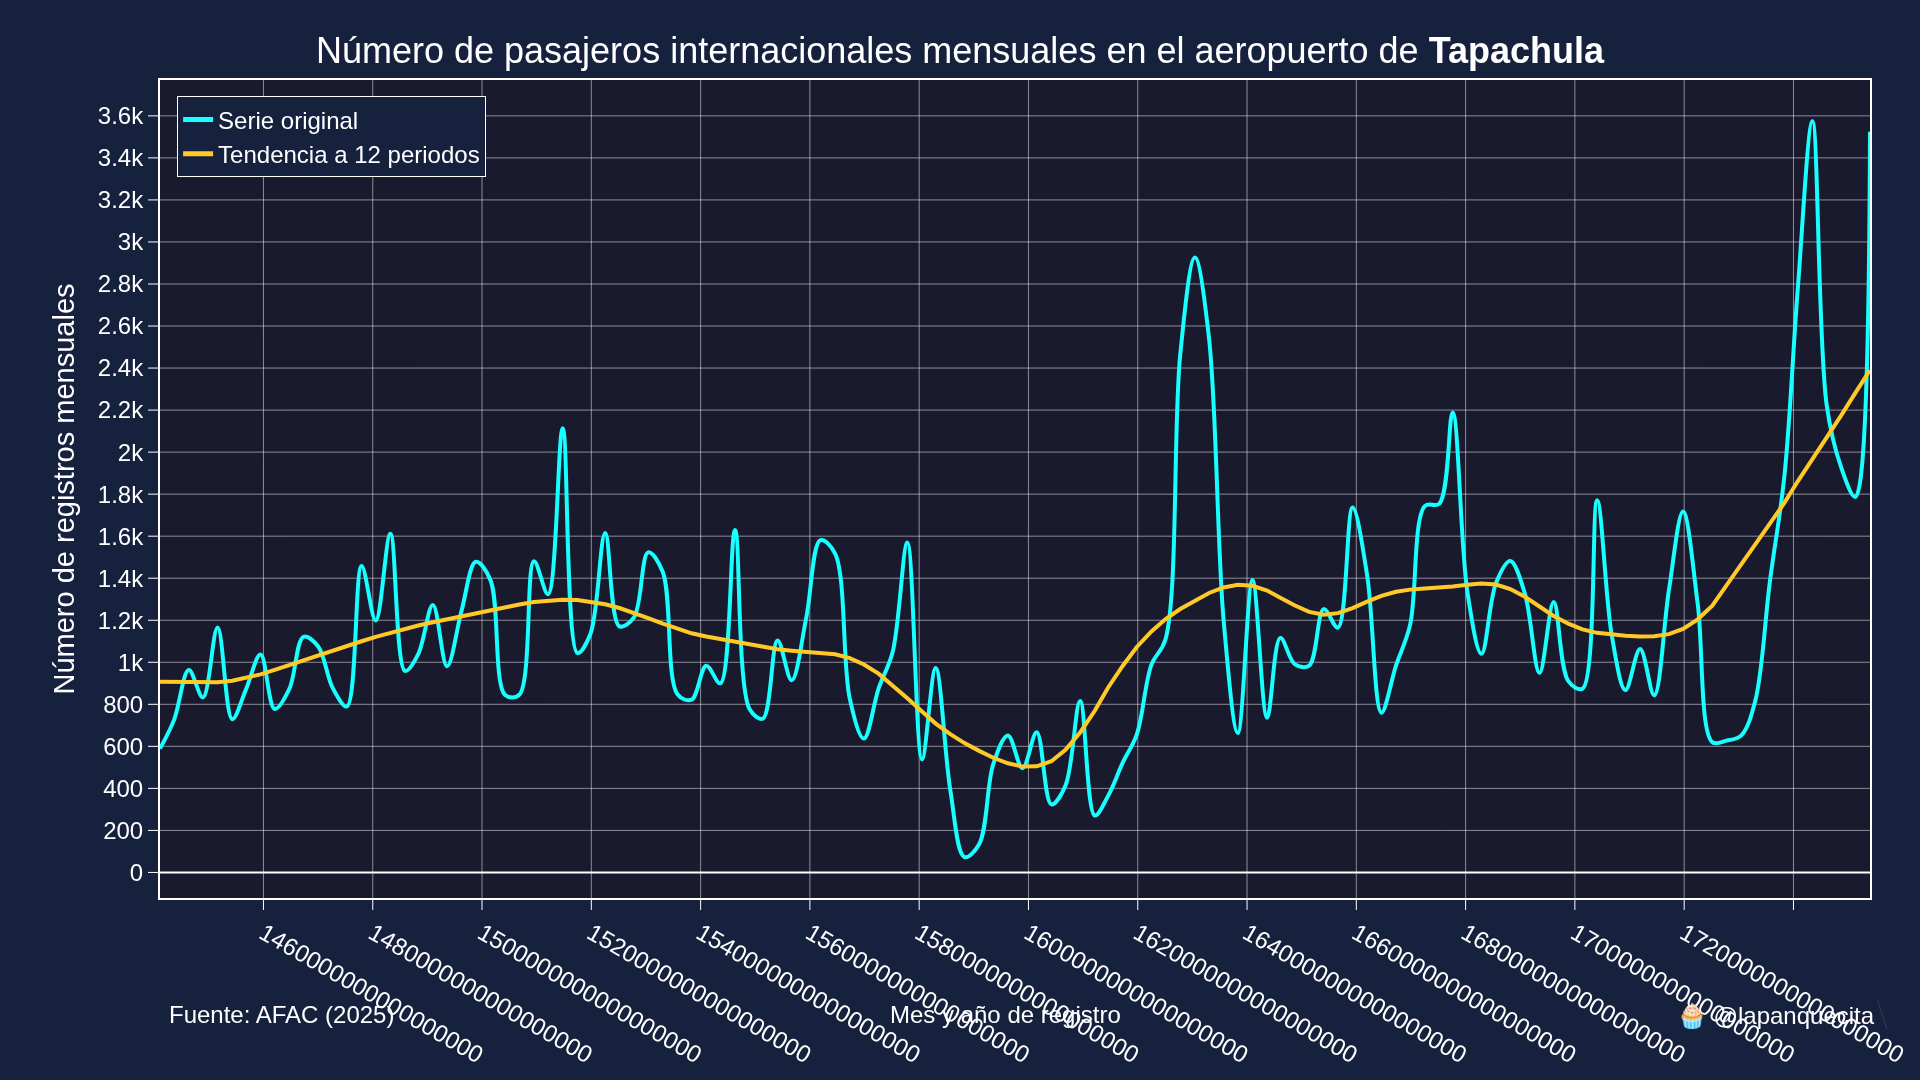 Número de pasajeros internacionales mensuales en el aeropuerto de Tapachula
Serie original
Tendencia a 12 periodos
3.6k
3.4k
3.2k
3k
2.8k
2.6k
2.4k
2.2k
2k
1.8k
1.6k
1.4k
1.2k
1k
800
600
400
200
0
Número de registros mensuales
1460000000000000000
1480000000000000000
1500000000000000000
1520000000000000000
1540000000000000000
1560000000000000000
1580000000000000000
1600000000000000000
1620000000000000000
1640000000000000000
1660000000000000000
1680000000000000000
1700000000000000000
1720000000000000000
Fuente: AFAC (2025)
Mes y año de registro
🧁 @lapanquecita